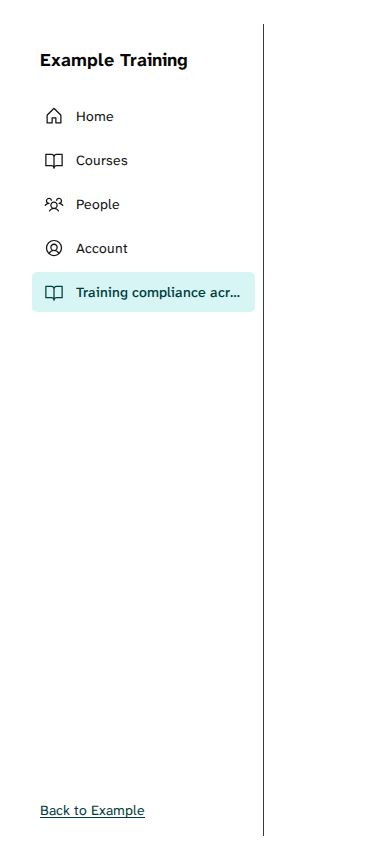 Example Training
Home
Courses
People
Account
Training compliance acr...
Back to Example